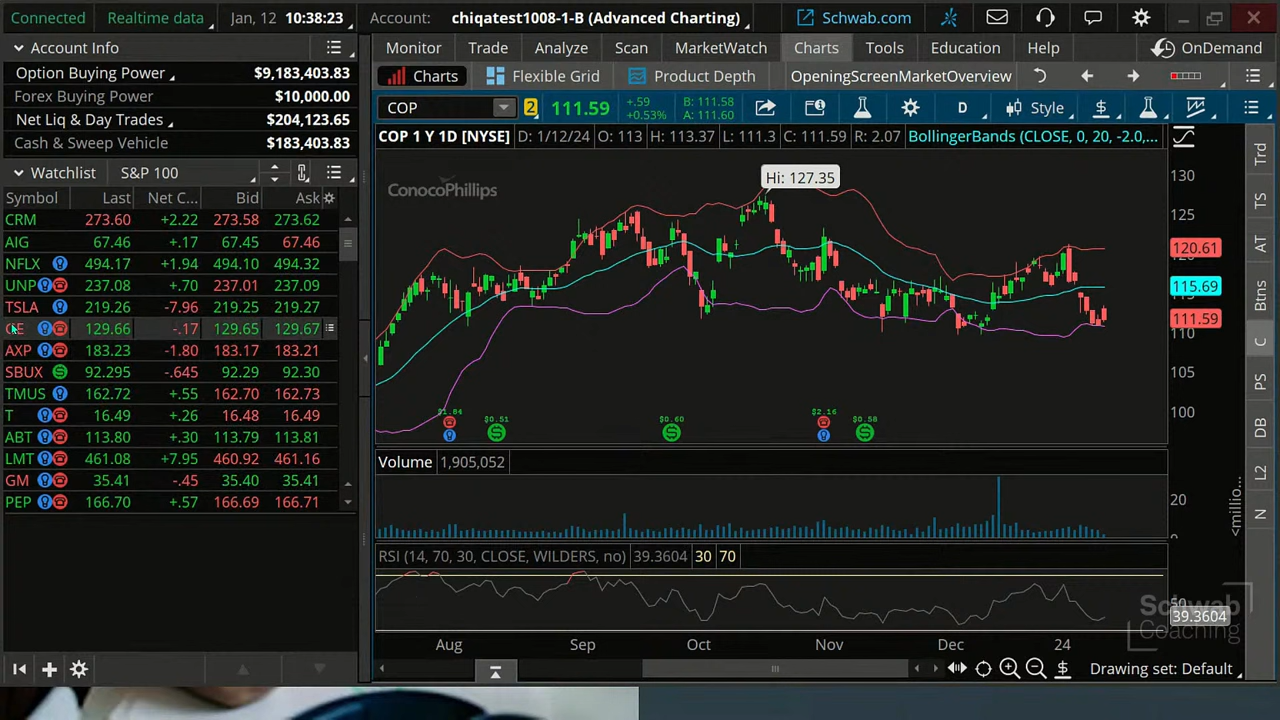 Connected Realtime data Jan, 12 10:38:23 Account: chiqatest1008-1-B (Advanced Charting) Schwab.com
Account Info
Option Buying Power $9,183,403.83
Forex Buying Power $10,000.00
Net Liq & Day Trades $204,123.65
Cash & Sweep Vehicle $183,403.83
Watchlist S&P 100
Symbol Last Net C... Bid Ask
CRM 273.60 +2.22 273.58 273.62
AIG 67.46 +.17 67.45 67.46
NFLX 494.17 +1.94 494.10 494.32
UNP 237.08 +.70 237.01 237.09
TSLA 219.26 -7.96 219.25 219.27
129.66 -.17 129.65 129.67
AXP 183.23 -1.80 183.17 183.21
SBUX S 92.295 -.645 92.29 92.30
TMUS 162.72 +.55 162.70 162.73
T 16.49 +.26 16.48 16.49
ABT 113.80 +.30 113.79 113.81
LMT 461.08 +7.95 460.92 461.16
GM 35.41 -.45 35.40 35.41
PEP 166.70 +.57 166.69 166.71
Monitor Trade Analyze Scan MarketWatch Charts Tools Education Help OnDemand
Charts Flexible Grid Product Depth OpeningScreenMarketOverview
COP 2 111.59 +.59 +0.53% B: 111.58 A: 111.60 D Style
COP 1 Y 1D [NYSE] D: 1/12/24 O: 113 H: 113.37 L: 111.3 C: 111.59 R: 2.07 BollingerBands (CLOSE, 0, 20, -2.0,...
ConocoPhillips
Hi: 127.35
130
125
120.61
115.69
111.59
110
105
100
$1.84 $0.51 $0.60 $2.16 $0.58
S S S
Volume 1,905,052
20
<millio...
RSI (14, 70, 30, CLOSE, WILDERS, no) 39.3604 30 70
50
39.3604
Schwab
Coaching
Aug Sep Oct Nov Dec 24
Drawing set: Default
Trd
TS
AT
Btns
C
PS
DB
L2
N